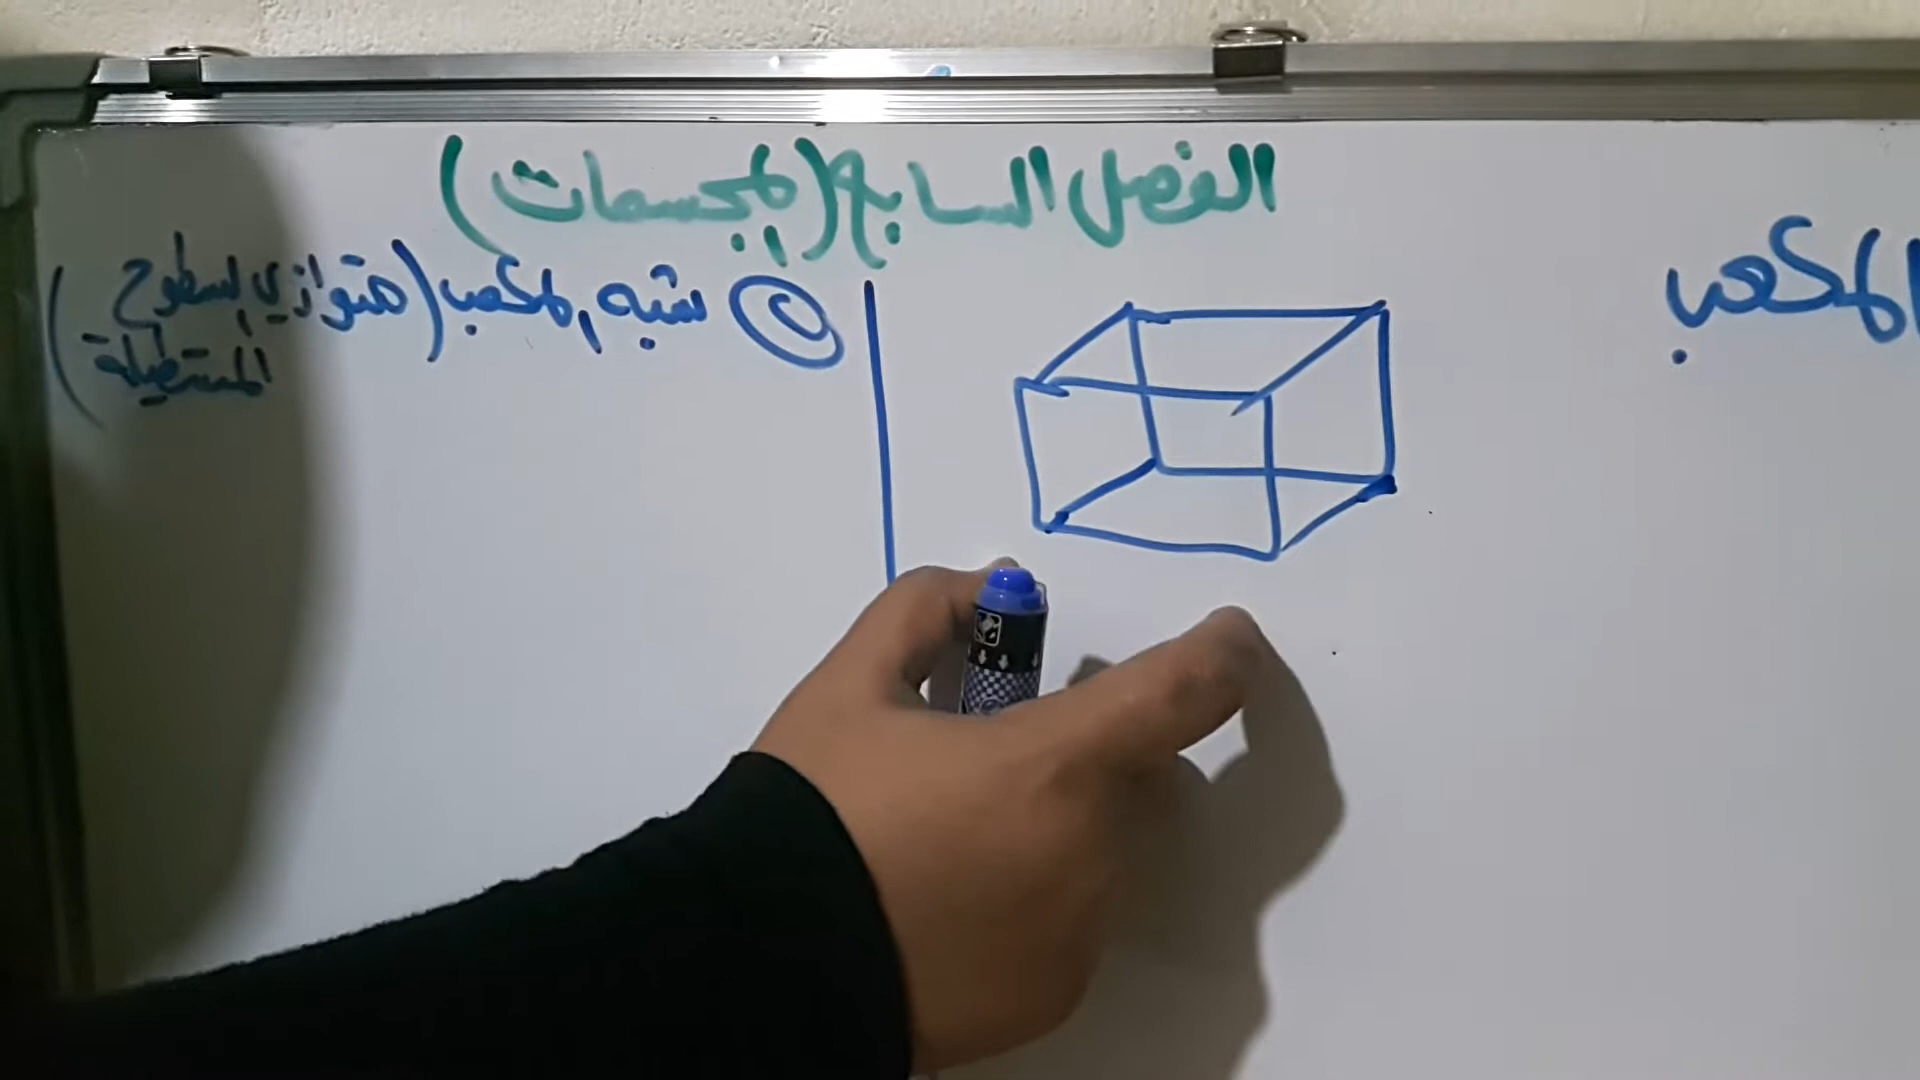 الفصل السابع (المجسمات)
المكعب
② شبه المكعب (متوازي السطوح
المستطيلة)